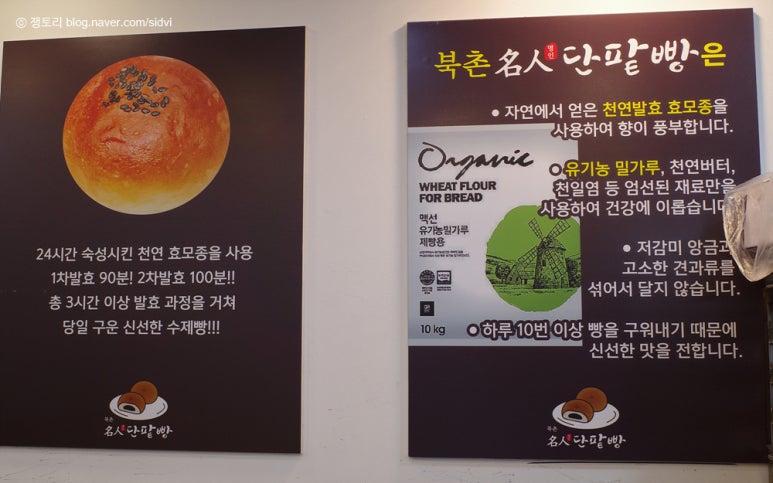 ⓒ 쟁토리 blog.naver.com/sidvi
24시간 숙성시킨 천연 효모종을 사용
1차발효 90분! 2차발효 100분!!
총 3시간 이상 발효 과정을 거쳐
당일 구운 신선한 수제빵!!!
북촌
名人 단팥빵
북촌 名人 명인 단팥빵은
• 자연에서 얻은 천연발효 효모종을
사용하여 향이 풍부합니다.
• 유기농 밀가루, 천연버터,
천일염 등 엄선된 재료만을
사용하여 건강에 이롭습니다
• 저감미 앙금과
고소한 견과류를
섞어서 달지 않습니다.
• 하루 10번 이상 빵을 구워내기 때문에
신선한 맛을 전합니다.
Organic
WHEAT FLOUR
FOR BREAD
맥선
유기농밀가루
제빵용
10 kg
북촌
名人 단팥빵